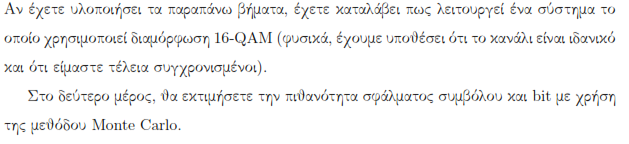 Αν έχετε υλοποιήσει τα παραπάνω βήματα, έχετε καταλάβει πως λειτουργεί ένα σύστημα το
οποίο χρησιμοποιεί διαμόρφωση 16-QAM (φυσικά, έχουμε υποθέσει ότι το κανάλι είναι ιδανικό
και ότι είμαστε τέλεια συγχρονισμένοι).
Στο δεύτερο μέρος, θα εκτιμήσετε την πιθανότητα σφάλματος συμβόλου και bit με χρήση
της μεθόδου Monte Carlo.